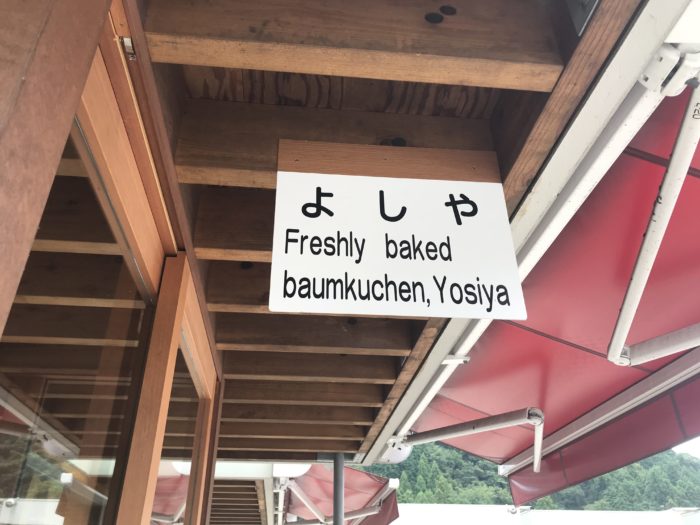 よしや
Freshly baked
baumkuchen,Yosiya